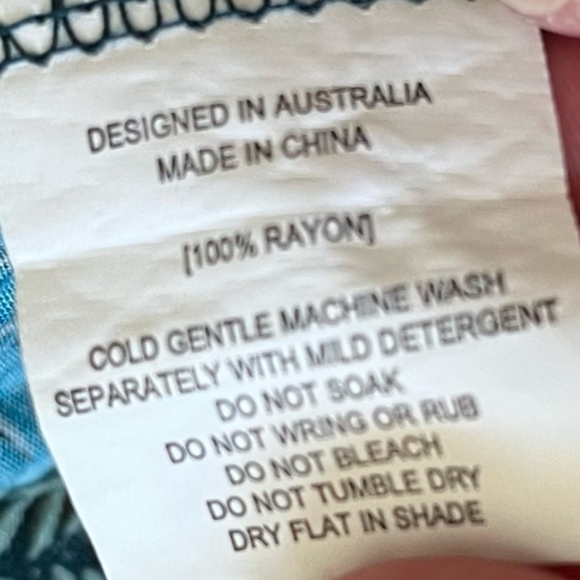 DESIGNED IN AUSTRALIA
MADE IN CHINA
[100% RAYON]
COLD GENTLE MACHINE WASH
SEPARATELY WITH MILD DETERGENT
DO NOT SOAK
DO NOT WRING OR RUB
DO NOT BLEACH
DO NOT TUMBLE DRY
DRY FLAT IN SHADE